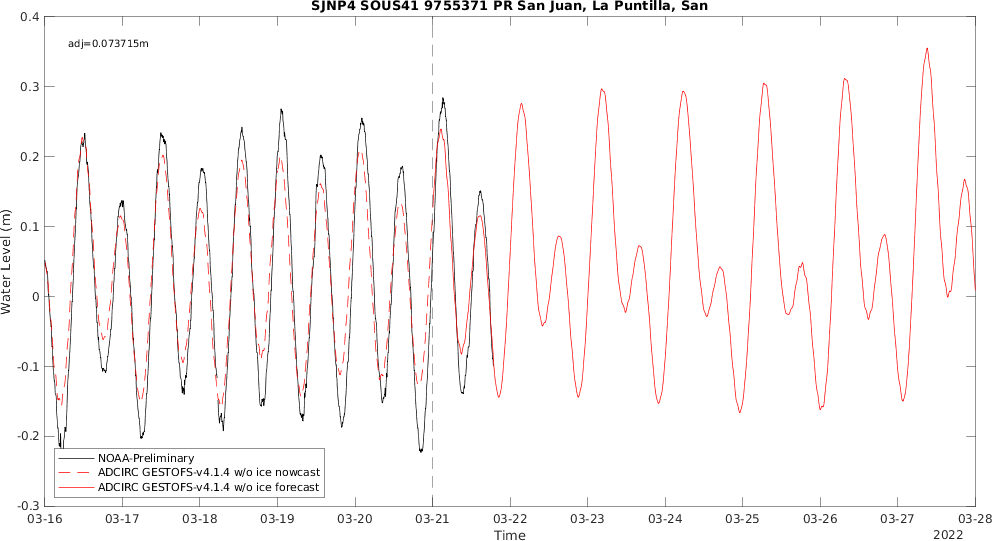 SJNP4 SOUS41 9755371 PR San Juan, La Puntilla, San
adj=0.073715m
Water Level (m)
0.4
0.3
0.2
0.1
0
-0.1
-0.2
-0.3
NOAA-Preliminary
ADCIRC GESTOFS-v4.1.4 w/o ice nowcast
ADCIRC GESTOFS-v4.1.4 w/o ice forecast
03-16 03-17 03-18 03-19 03-20 03-21 03-22 03-23 03-24 03-25 03-26 03-27 03-28
Time
2022